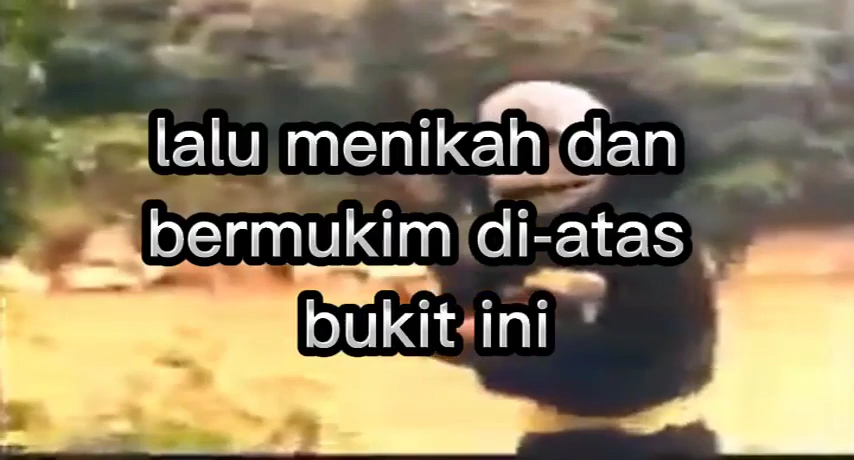 lalu menikah dan
bermukim di-atas
bukit ini